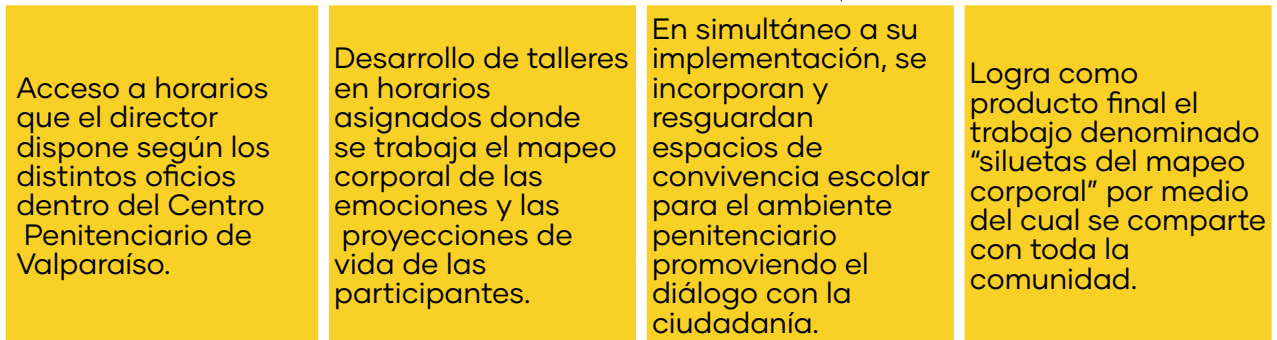 Acceso a horarios
que el director
dispone según los
distintos oficios
dentro del Centro
Penitenciario de
Valparaíso.
Desarrollo de talleres
en horarios
asignados donde
se trabaja el mapeo
corporal de las
emociones y las
proyecciones de
vida de las
participantes.
En simultáneo a su
implementación, se
incorporan y
resguardan
espacios de
convivencia escolar
para el ambiente
penitenciario
promoviendo el
diálogo con la
ciudadanía.
Logra como
producto final el
trabajo denominado
“siluetas del mapeo
corporal” por medio
del cual se comparte
con toda la
comunidad.